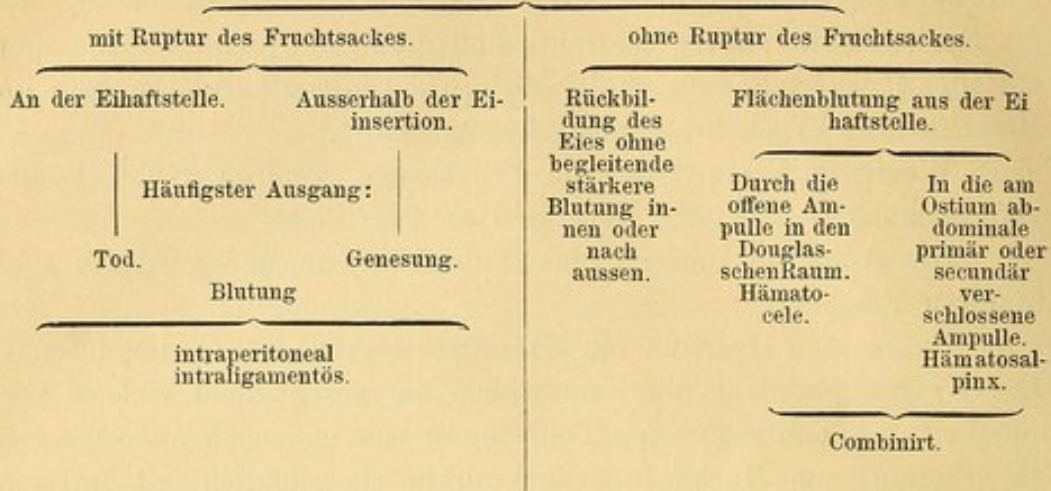 mit Ruptur des Fruchtsackes.
An der Eihaftstelle.
Ausserhalb der Ei-
insertion.
Häufigster Ausgang:
Tod.
Genesung.
Blutung
intraperitoneal
intraligamentös.
ohne Ruptur des Fruchtsackes.
Rückbil-
dung des
Eies ohne
begleitende
stärkere
Blutung in-
nen oder
nach
aussen.
Flächenblutung aus der Ei
haftstelle.
Durch die
offene Am-
pulle in den
Douglas-
schenRaum.
Hämato-
cele.
In die am
Ostium ab-
dominale
primär oder
secundär
ver-
schlossene
Ampulle.
Hämatosal-
pinx.
Combinirt.